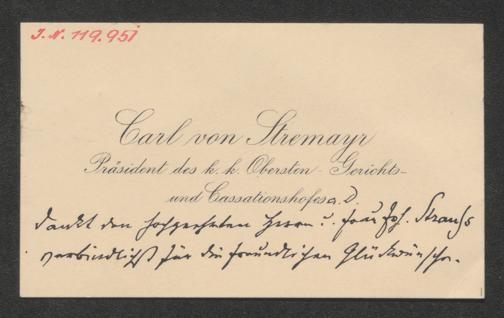 J.N. 119.951
Carl von Stremayr
Präsident des k. k. Obersten Gerichts-
und Cassationshofes a. D.
dankt den hochverehrten Herrn u. Frau Joh. Strauss
verbindlichst für die freundlichen Glückwünsche.